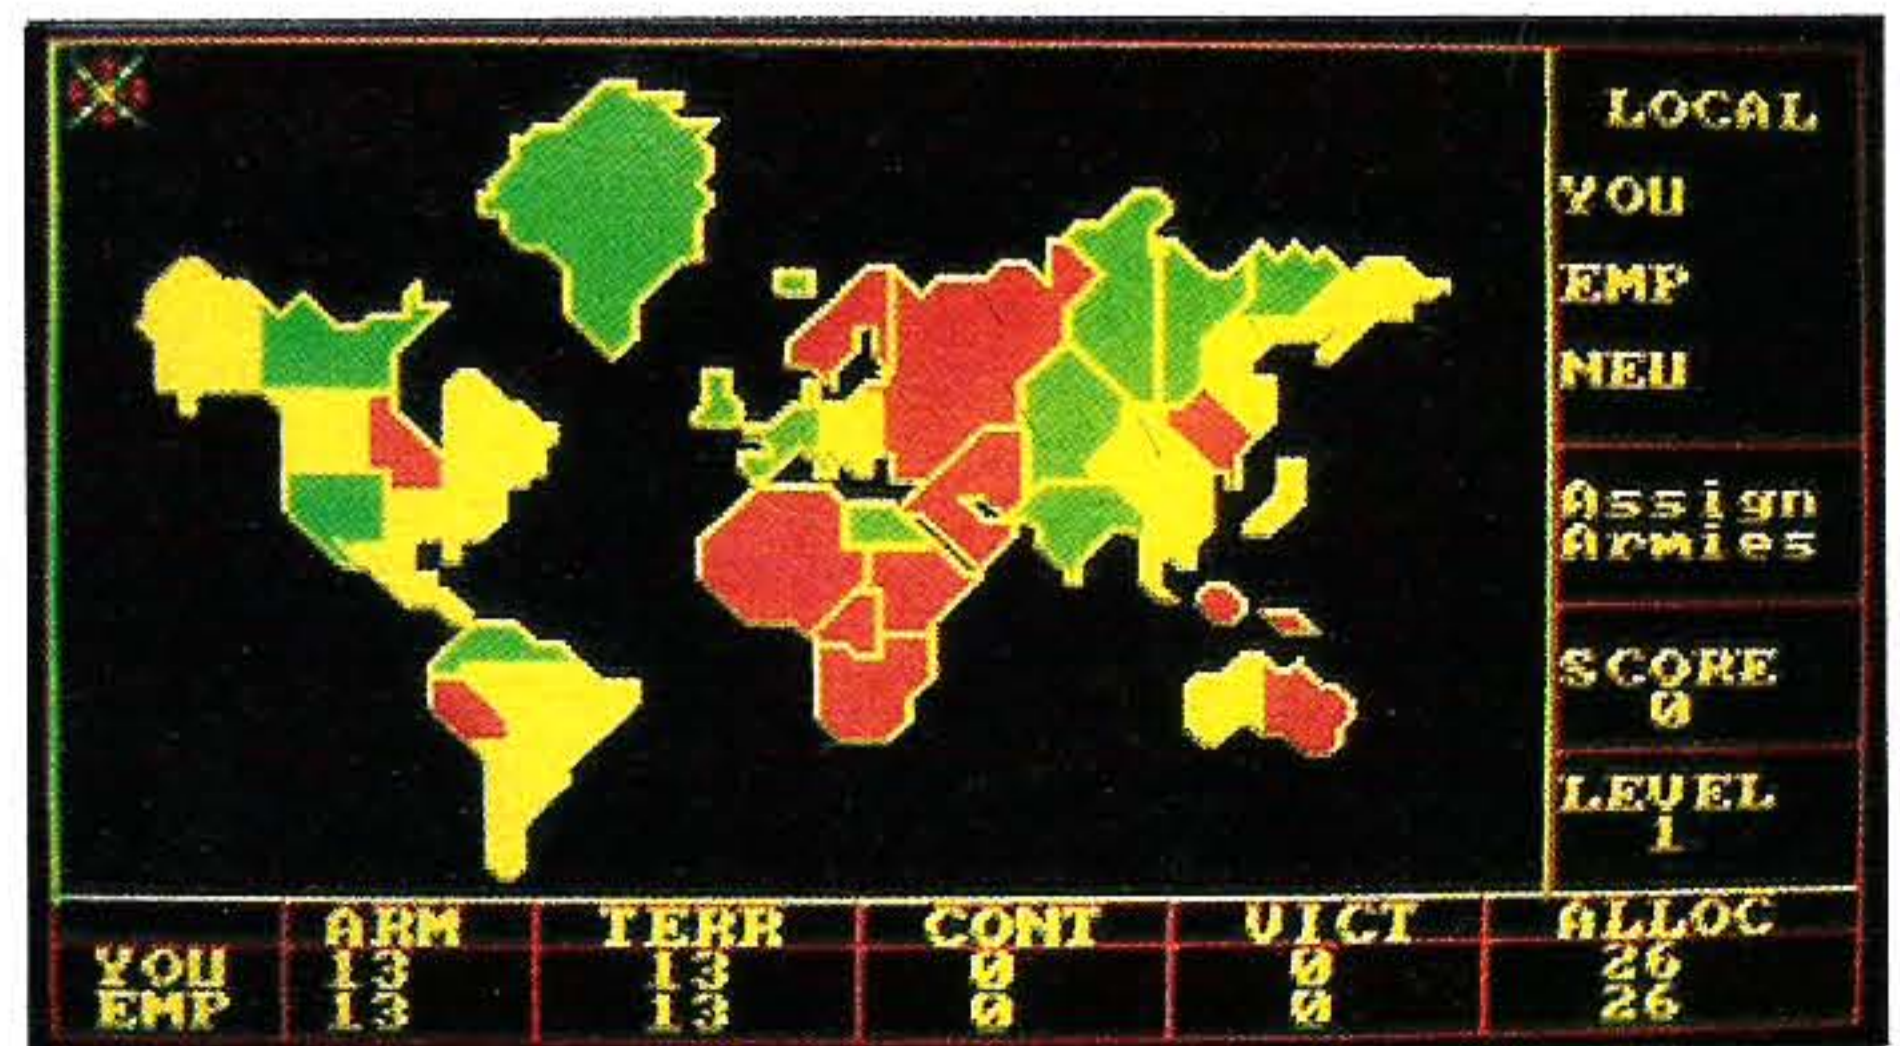 LOCAL
YOU
EMP
NEU
Assign
Armies
SCORE
0
LEVEL
1
ARM TERR CONT VICT ALLOC
YOU 13 13 0 0 26
EMP 13 13 0 0 26